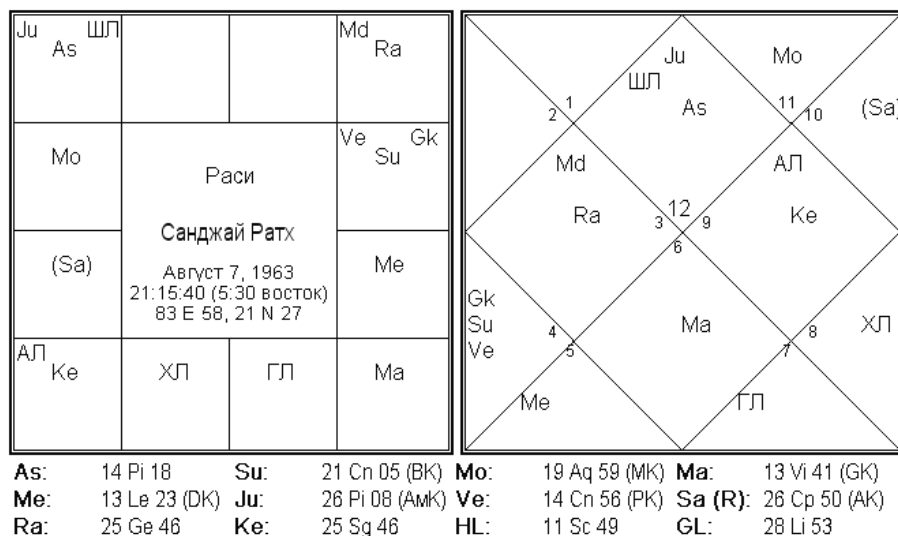 Ju ШЛ
As
Md
Ra
Mo
Ve Gk
Su
(Sa)
Me
АЛ
Ke
ХЛ
ГЛ
Ma
Раси
Санджай Ратх
Август 7, 1963
21:15:40 (5:30 восток)
83 E 58, 21 N 27
Ju
ШЛ
As
Mo
2 1
11 10
(Sa)
Md
АЛ
Ra
Ke
3 12 9
6
Gk
Su
Ve
4
5
Ma
8
7
ХЛ
Me
ГЛ
As: 14 Pi 18 Su: 21 Cn 05 (BK) Mo: 19 Aq 59 (MK) Ma: 13 Vi 41 (GK)
Me: 13 Le 23 (DK) Ju: 26 Pi 08 (AмK) Ve: 14 Cn 56 (PK) Sa (R): 26 Cp 50 (AK)
Ra: 25 Ge 46 Ke: 25 Sg 46 HL: 11 Sc 49 GL: 28 Li 53